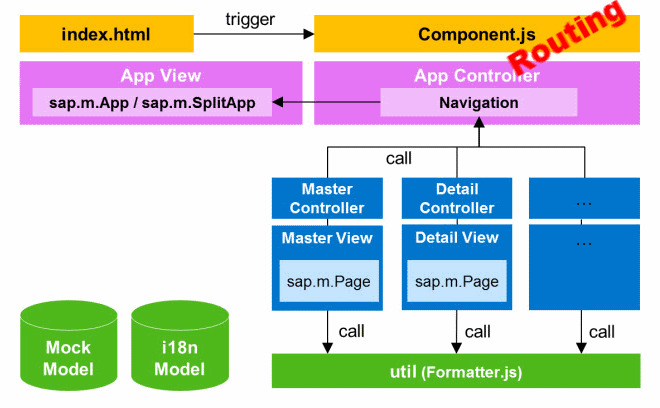 index.html
trigger
Component.js
Routing
App View
App Controller
sap.m.App / sap.m.SplitApp
Navigation
call
Master
Controller
Detail
Controller
...
Master View
Detail View
...
sap.m.Page
sap.m.Page
call
call
call
Mock
Model
i18n
Model
util (Formatter.js)